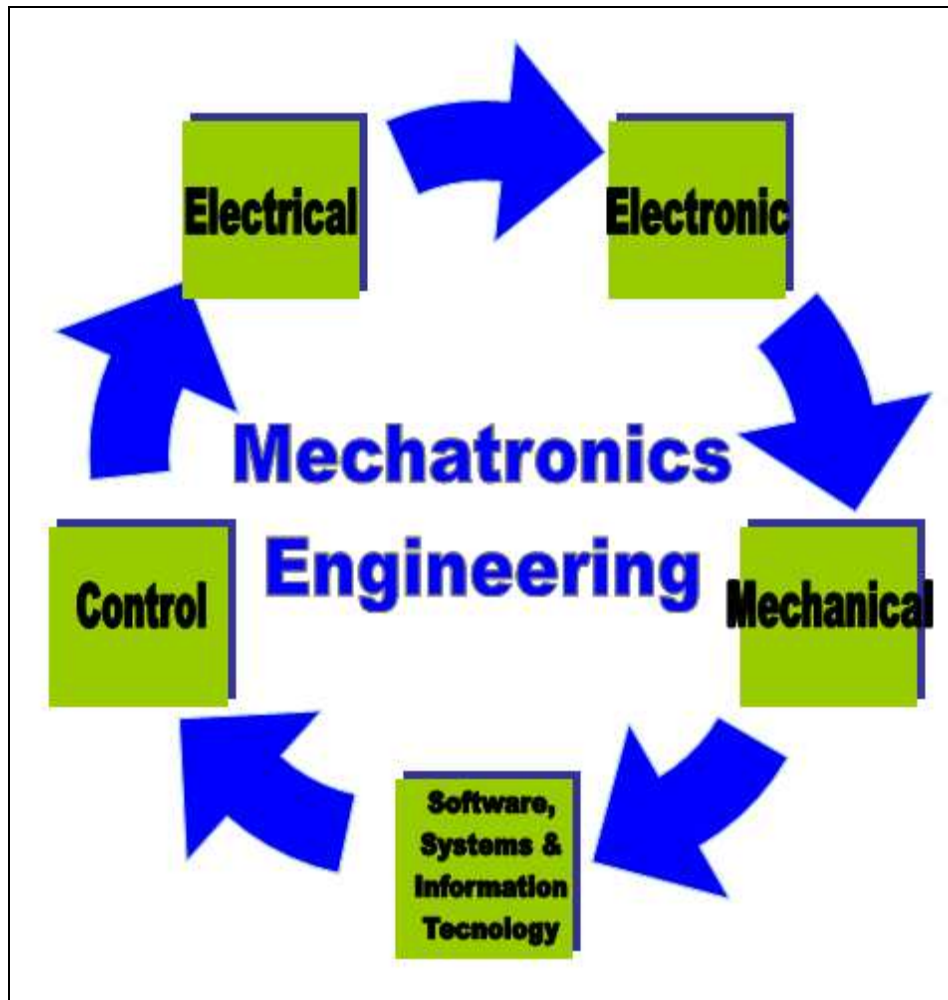 Electrical
Electronic
Mechatronics
Engineering
Control
Mechanical
Software,
Systems &
Information
Tecnology